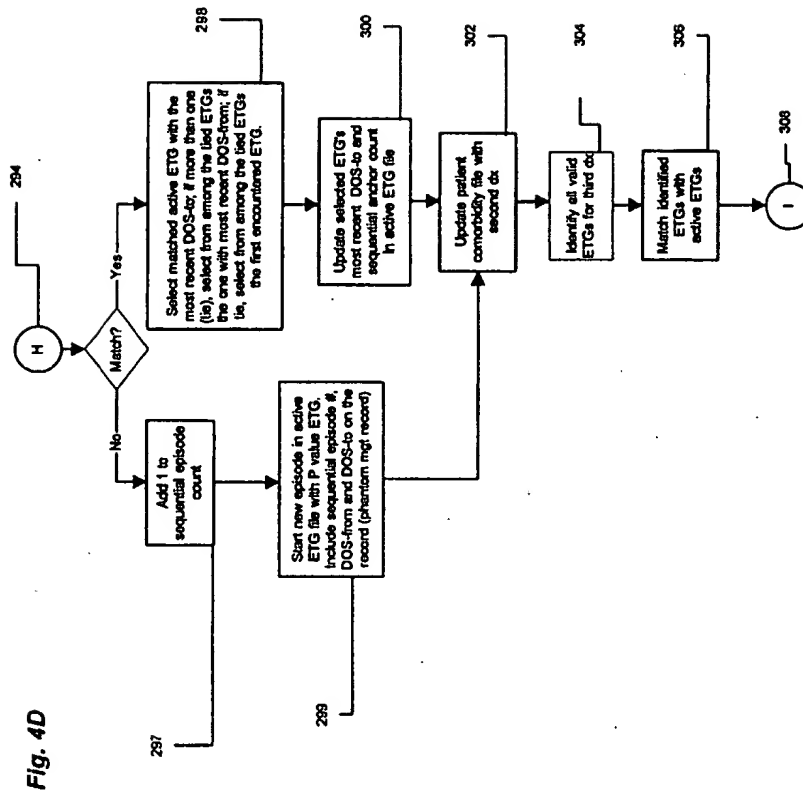 Fig. 4D
294
H
Match?
No
Yes
Add 1 to
sequential episode
count
297
Select matched active ETG with the
most recent DOS-to; if more than one
(tie), select from among the tied ETGs
the one with most recent DOS-from; if
tie, select from among the tied ETGs
the first encountered ETG.
298
Start new episode in active
ETG file with P value ETG.
Include sequential episode #,
DOS-from and DOS-to on the
record (phantom mgt record)
299
Update selected ETG's
most recent DOS-to and
sequential anchor count
in active ETG file
300
Update patient
comorbidity file with
second dx
302
Identify all valid
ETGs for third dx
304
Match identified
ETGs with
active ETGs
306
I
308